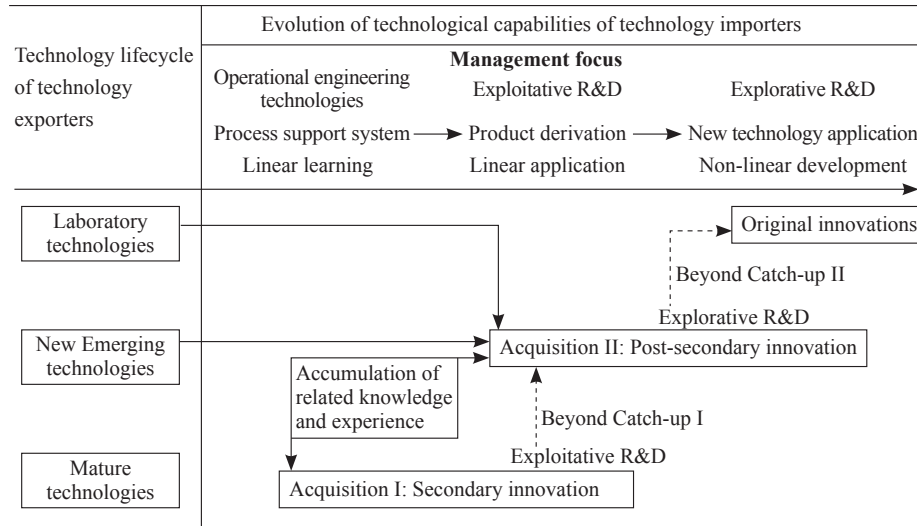 Technology lifecycle
of technology
exporters
Evolution of technological capabilities of technology importers
Management focus
Operational engineering
technologies
Exploitative R&D
Explorative R&D
Process support system
Product derivation
New technology application
Linear learning
Linear application
Non-linear development
Laboratory
technologies
Original innovations
Beyond Catch-up II
Explorative R&D
New Emerging
technologies
Acquisition II: Post-secondary innovation
Accumulation of
related knowledge
and experience
Beyond Catch-up I
Exploitative R&D
Mature
technologies
Acquisition I: Secondary innovation